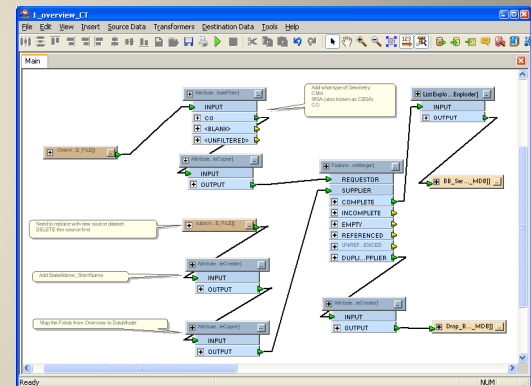 1_overview_CT
File Edit View Insert Source Data Transformers Destination Data Tools Help
Main
Attribute...buteFilter]
INPUT
CO
<BLANK>
<UNFILTERED>
Add what type of Geometry
CMA
MSA (also known as CBSA)
CO
ListExplo...Exploder]
INPUT
OUTPUT
Overvi...E_FILE]]
Attribute...teCopier]
INPUT
OUTPUT
Feature...reMerger]
REQUESTOR
SUPPLIER
COMPLETE
INCOMPLETE
EMPTY
REFERENCED
UNREF...ENCED
DUPLI...PPLIER
BB_Ser..._MDB]]
Need to replace with new source dataset
DELETE this source first
E_FILE]]
Add StateAbbrev_ShortName
Attribute...teCreator]
INPUT
OUTPUT
Attribute...teCreator]
INPUT
OUTPUT
Drop_B..._MDB]]
Map the Fields from Overview to DataModel
Attribute...teCopier]
INPUT
OUTPUT
Ready
NUM